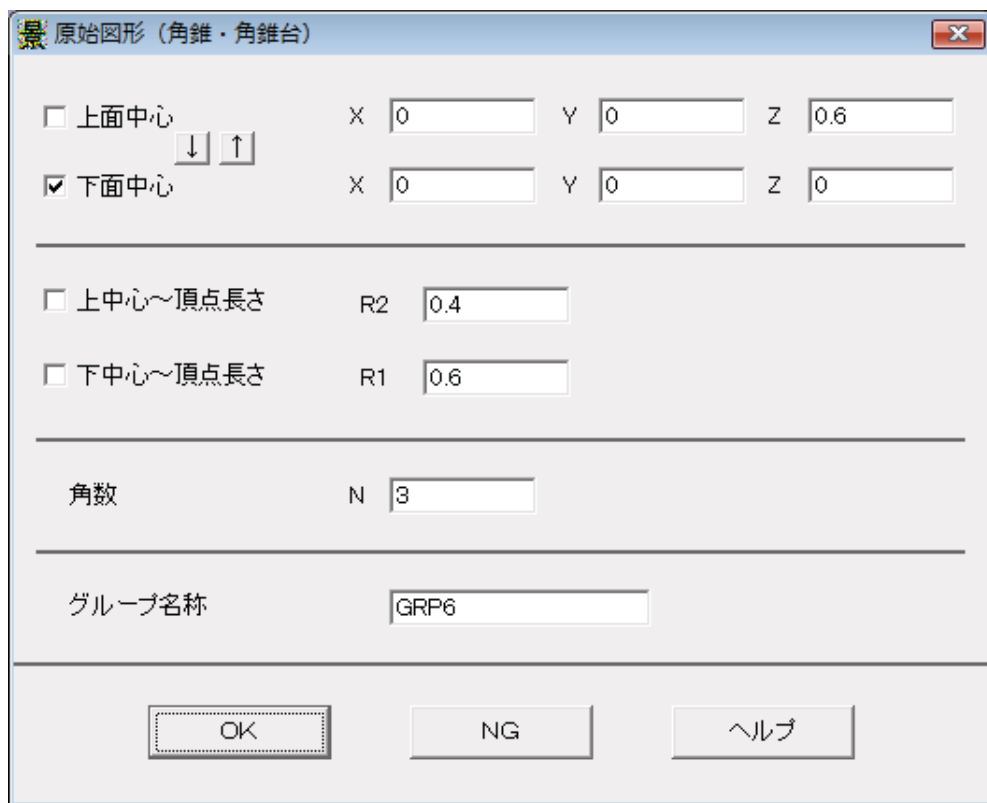 景 原始図形（角錐・角錐台）
上面中心 X 0 Y 0 Z 0.6
↓ ↑
下面中心 X 0 Y 0 Z 0
上中心～頂点長さ R2 0.4
下中心～頂点長さ R1 0.6
角数 N 3
グループ名称 GRP6
OK NG ヘルプ